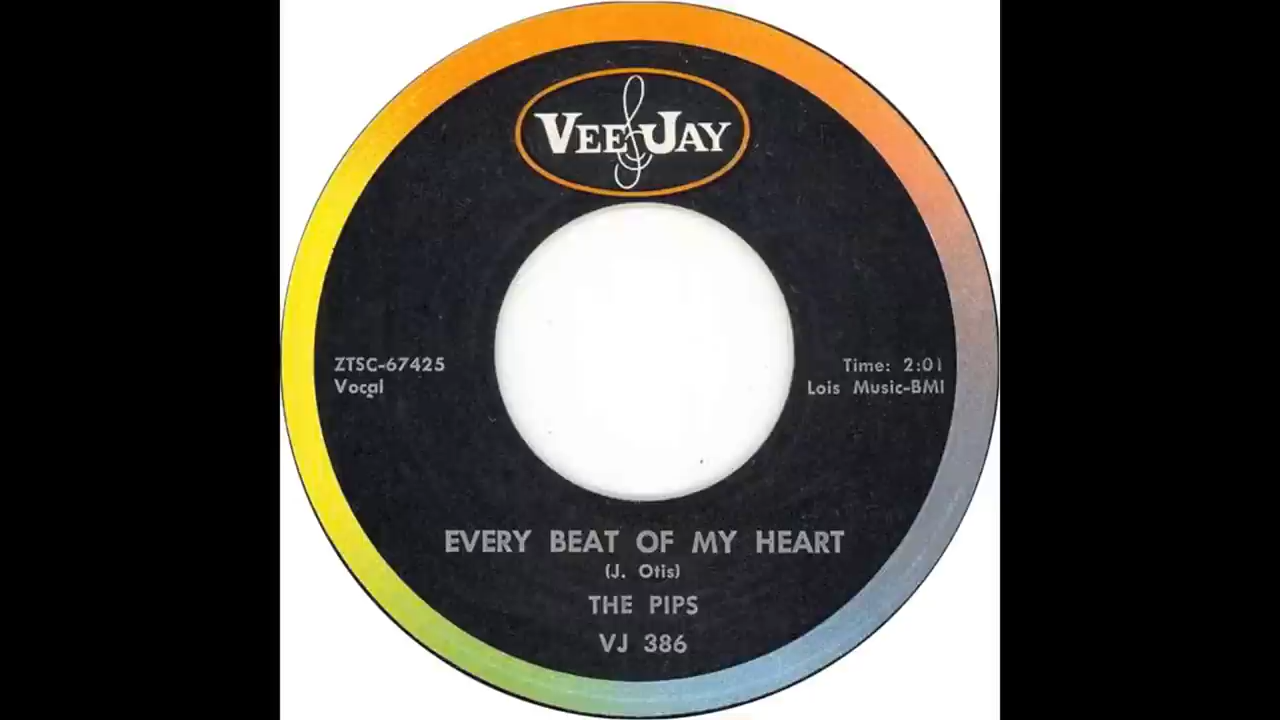 VEE JAY
ZTSC-67425
Vocal
Time: 2:01
Lois Music-BMI
EVERY BEAT OF MY HEART
(J. Otis)
THE PIPS
VJ 386